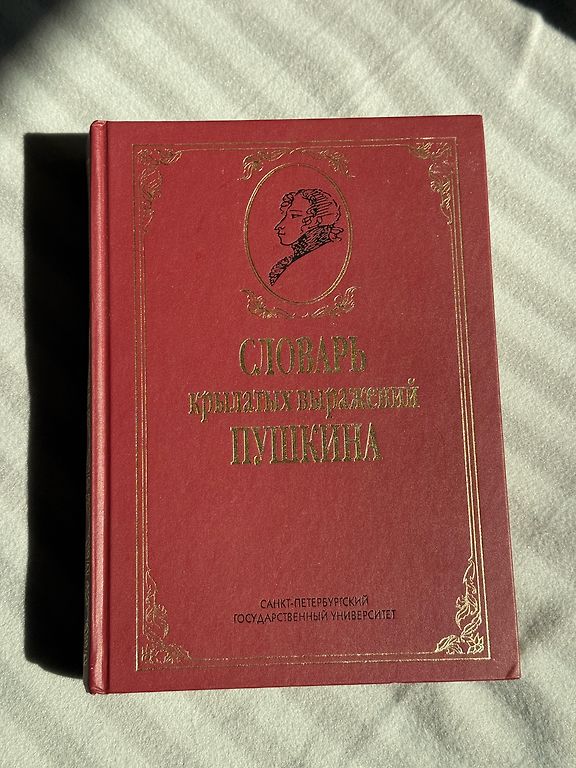 СЛОВАРЬ
крылатых выражений
ПУШКИНА
САНКТ-ПЕТЕРБУРГСКИЙ
ГОСУДАРСТВЕННЫЙ УНИВЕРСИТЕТ